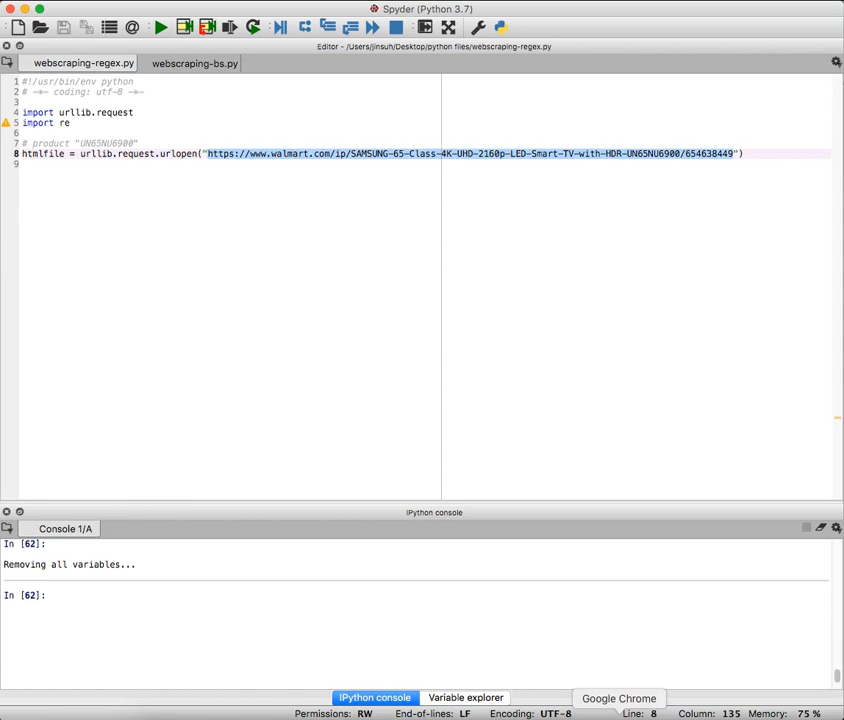 Spyder (Python 3.7)
Editor - /Users/jinsuh/Desktop/python files/webscraping-regex.py
webscraping-regex.py
webscraping-bs.py
1 #!/usr/bin/env python
2 # -*- coding: utf-8 -*-
3
4 import urllib.request
5 import re
6
7 # product "UN65NU6900"
8 htmlfile = urllib.request.urlopen("https://www.walmart.com/ip/SAMSUNG-65-Class-4K-UHD-2160p-LED-Smart-TV-with-HDR-UN65NU6900/654638449")
9
IPython console
Console 1/A
In [62]:
Removing all variables...
In [62]:
IPython console
Variable explorer
Google Chrome
Permissions: RW End-of-lines: LF Encoding: UTF-8 Line: 8 Column: 135 Memory: 75 %